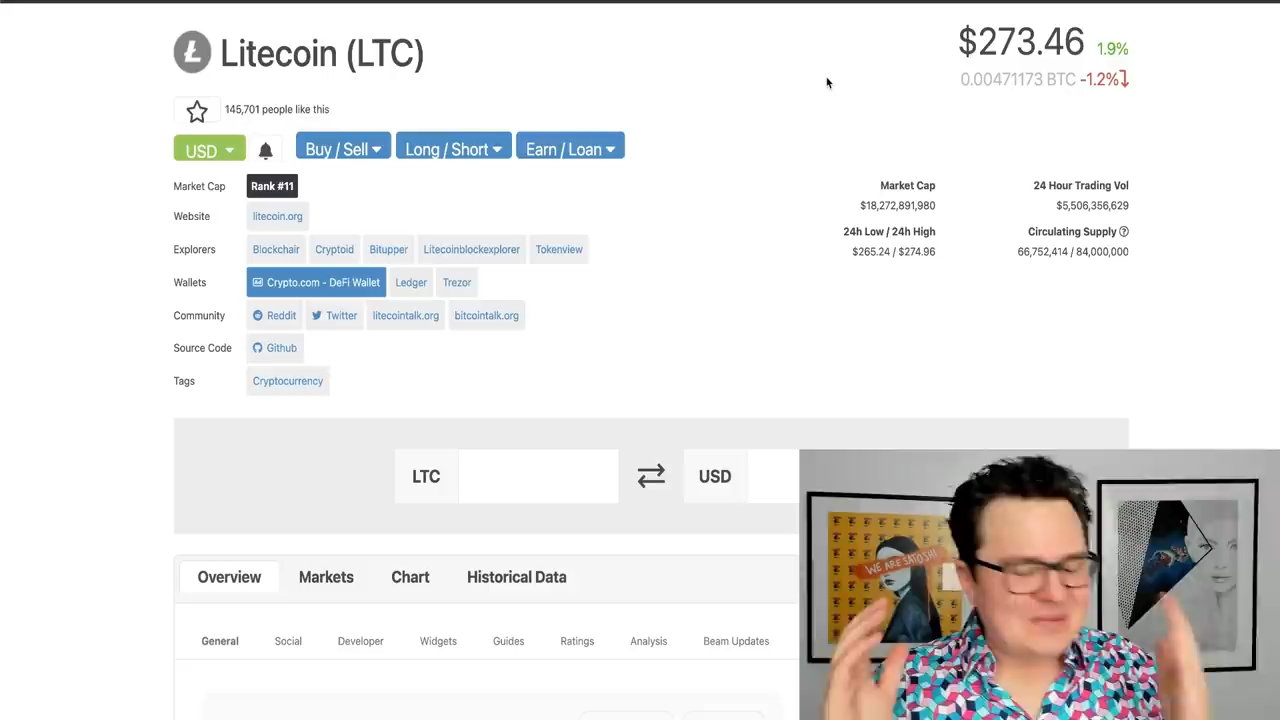 Litecoin (LTC)
$273.46 1.9%
0.00471173 BTC -1.2%
145,701 people like this
USD
Buy / Sell
Long / Short
Earn / Loan
Market Cap Rank #11
Website litecoin.org
Explorers Blockchair Cryptoid Bitupper Litecoinblockexplorer Tokenview
Wallets Crypto.com - DeFi Wallet Ledger Trezor
Community Reddit Twitter litecointalk.org bitcointalk.org
Source Code Github
Tags Cryptocurrency
Market Cap 24 Hour Trading Vol
$18,272,891,980 $5,506,356,629
24h Low / 24h High Circulating Supply
$265.24 / $274.96 66,752,414 / 84,000,000
LTC USD
Overview Markets Chart Historical Data
General Social Developer Widgets Guides Ratings Analysis Beam Updates
WE ARE SATOSHI